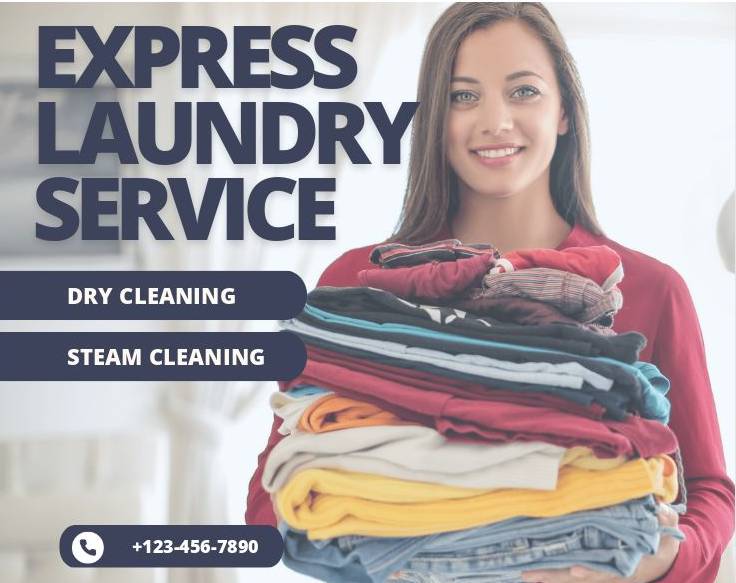 EXPRESS
LAUNDRY
SERVICE
DRY CLEANING
STEAM CLEANING
+123-456-7890